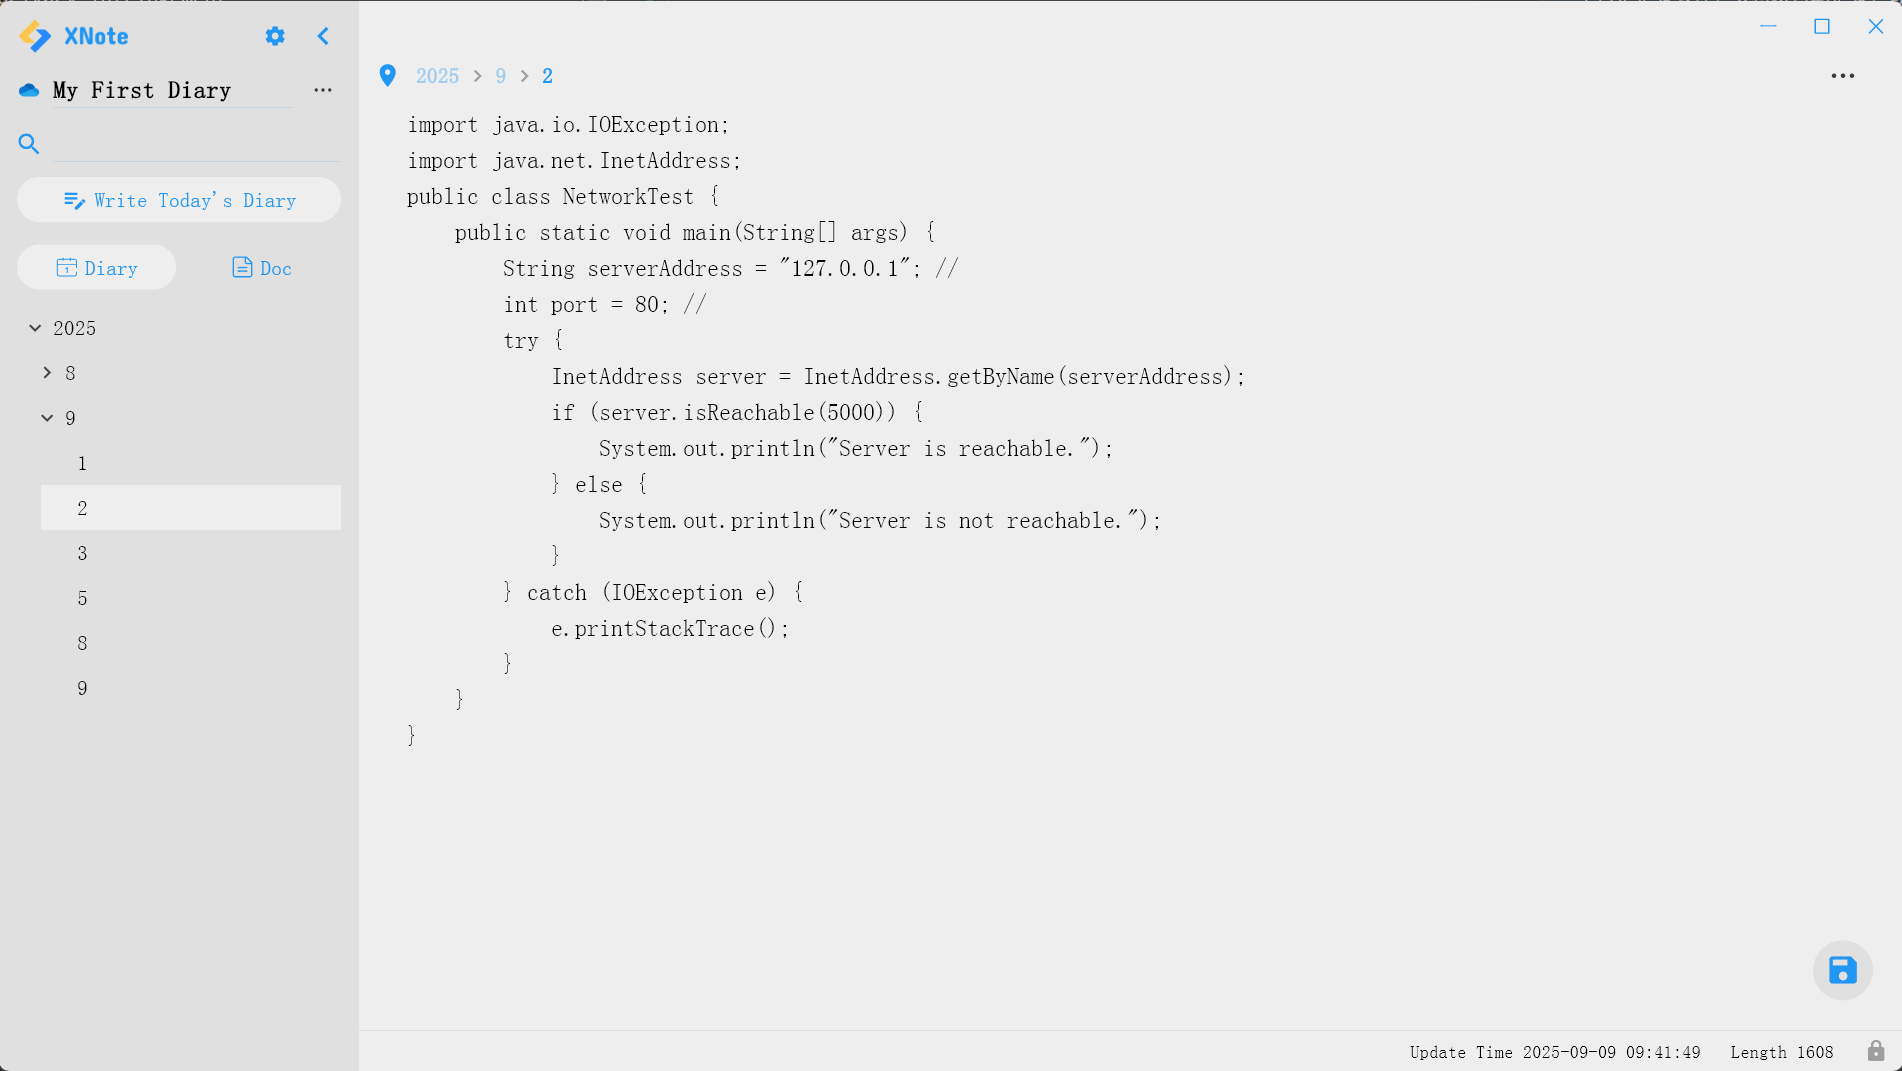 XNote
My First Diary
Write Today's Diary
Diary
Doc
2025
8
9
1
2
3
5
8
9
2025 > 9 > 2
import java.io.IOException;
import java.net.InetAddress;
public class NetworkTest {
    public static void main(String[] args) {
        String serverAddress = "127.0.0.1"; //
        int port = 80; //
        try {
            InetAddress server = InetAddress.getByName(serverAddress);
            if (server.isReachable(5000)) {
                System.out.println("Server is reachable.");
            } else {
                System.out.println("Server is not reachable.");
            }
        } catch (IOException e) {
            e.printStackTrace();
        }
    }
}
Update Time 2025-09-09 09:41:49 Length 1608